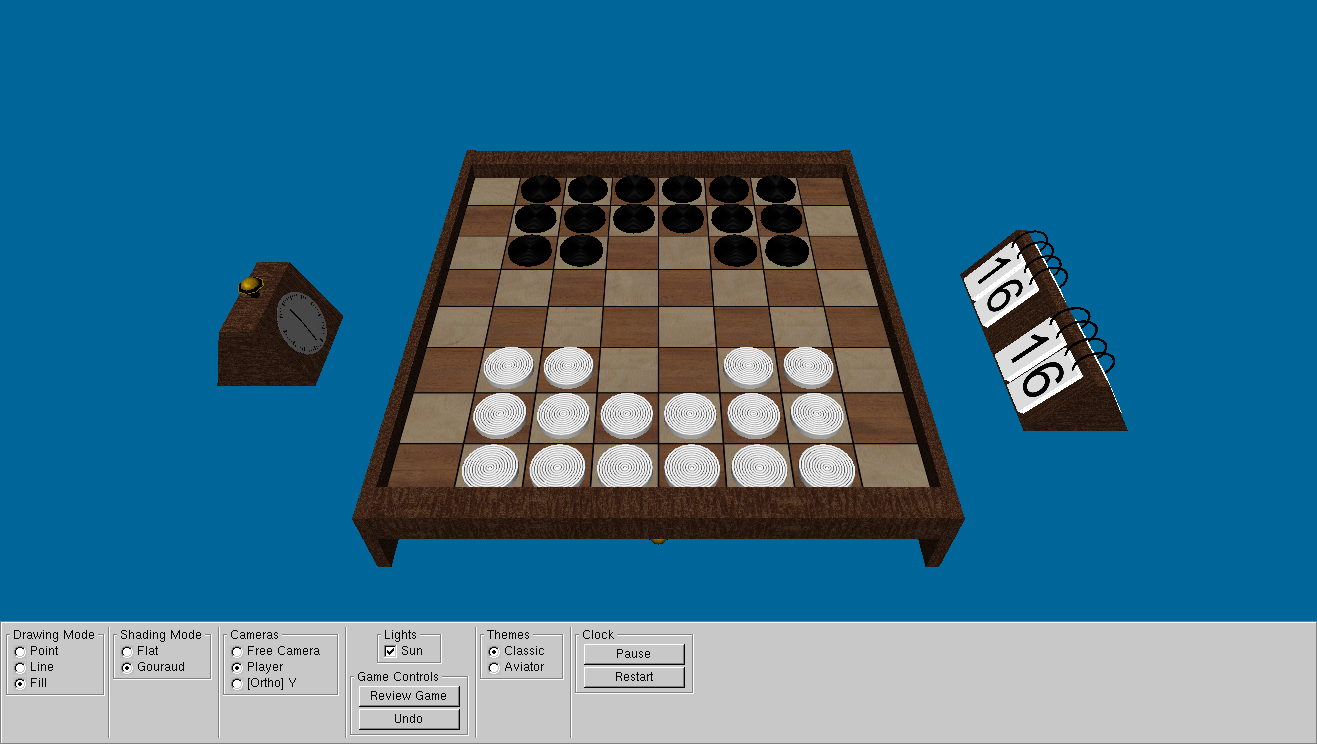 16
16
Drawing Mode
Point
Line
Fill
Shading Mode
Flat
Gouraud
Cameras
Free Camera
Player
[Ortho] Y
Lights
Sun
Game Controls
Review Game
Undo
Themes
Classic
Aviator
Clock
Pause
Restart